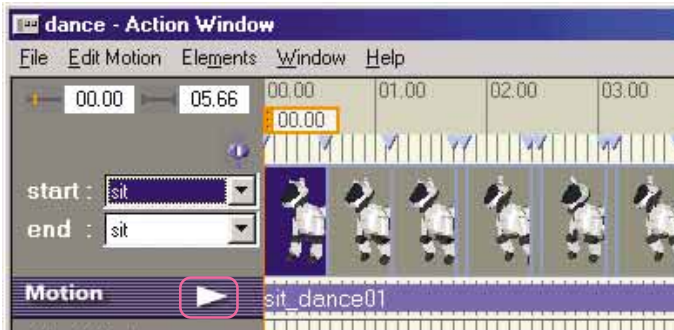 dance - Action Window
File Edit Motion Elements Window Help
00.00 05.66 00.00 01.00 02.00 03.00
00.00
start : sit
end : sit
Motion sit_dance01